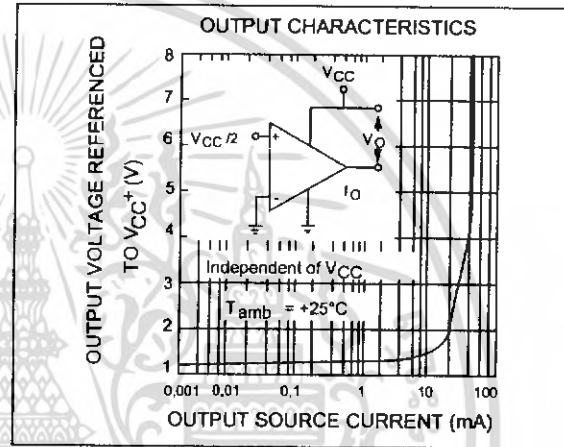 OUTPUT CHARACTERISTICS
OUTPUT VOLTAGE REFERENCED
TO VCC+ (V)
8
7
6
5
4
3
2
1
VCC
VCC/2
+
-
VO
IO
Independent of VCC
Tamb = +25°C
0,001 0,01 0,1 1 10 100
OUTPUT SOURCE CURRENT (mA)